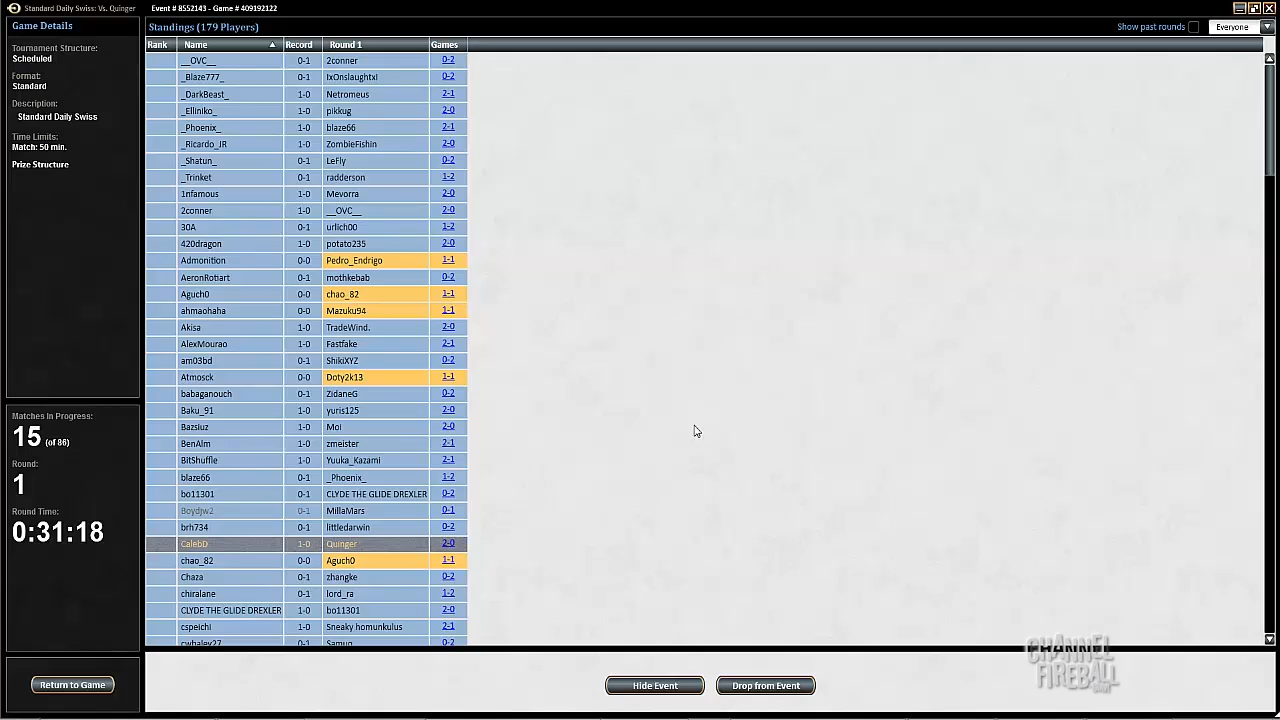 Standard Daily Swiss: Vs. Quinger
Event # 8552143 - Game # 409192122
Game Details
Standings (179 Players)
Show past rounds
Everyone
Tournament Structure:
Scheduled
Format:
Standard
Description:
Standard Daily Swiss
Time Limits:
Match: 50 min.
Prize Structure
Rank Name Record Round 1 Games
__OVC__ 0-1 2conner 0-2
_Blaze777_ 0-1 IxOnslaughtxI 0-2
_DarkBeast_ 1-0 Netromeus 2-1
_Elliniko_ 1-0 pikkug 2-0
_Phoenix_ 1-0 blaze66 2-1
_Ricardo_JR 1-0 ZombieFishin 2-0
_Shatun_ 0-1 LeFly 0-2
_Trinket 0-1 radderson 1-2
1nfamous 1-0 Mevorra 2-0
2conner 1-0 __OVC__ 2-0
30A 0-1 urlich00 1-2
420dragon 1-0 potato235 2-0
Admonition 0-0 Pedro_Endrigo 1-1
AeronRotiart 0-1 mothkebab 0-2
Aguch0 0-0 chao_82 1-1
ahmaohaha 0-0 Mazuku94 1-1
Akisa 1-0 TradeWind. 2-0
AlexMourao 1-0 Fastfake 2-1
am03bd 0-1 ShikiXYZ 0-2
Atmosck 0-0 Doty2k13 1-1
babaganouch 0-1 ZidaneG 0-2
Baku_91 1-0 yuris125 2-0
Bazsiuz 1-0 Moi 2-0
BenAlm 1-0 zmeister 2-1
BitShuffle 1-0 Yuuka_Kazami 2-1
blaze66 0-1 _Phoenix_ 1-2
bo11301 0-1 CLYDE THE GLIDE DREXLER 0-2
Boydjw2 0-1 MillaMars 0-1
brh734 0-1 littledarwin 0-2
CalebD 1-0 Quinger 2-0
chao_82 0-0 Aguch0 1-1
Chaza 0-1 zhangke 0-2
chiralane 0-1 lord_ra 1-2
CLYDE THE GLIDE DREXLER 1-0 bo11301 2-0
cspeichi 1-0 Sneaky homunkulus 2-1
cwhaley27 0-1 Samuo 0-2
Matches In Progress:
15 (of 86)
Round:
1
Round Time:
0:31:18
Return to Game
Hide Event
Drop from Event
CHANNEL
FIREBALL